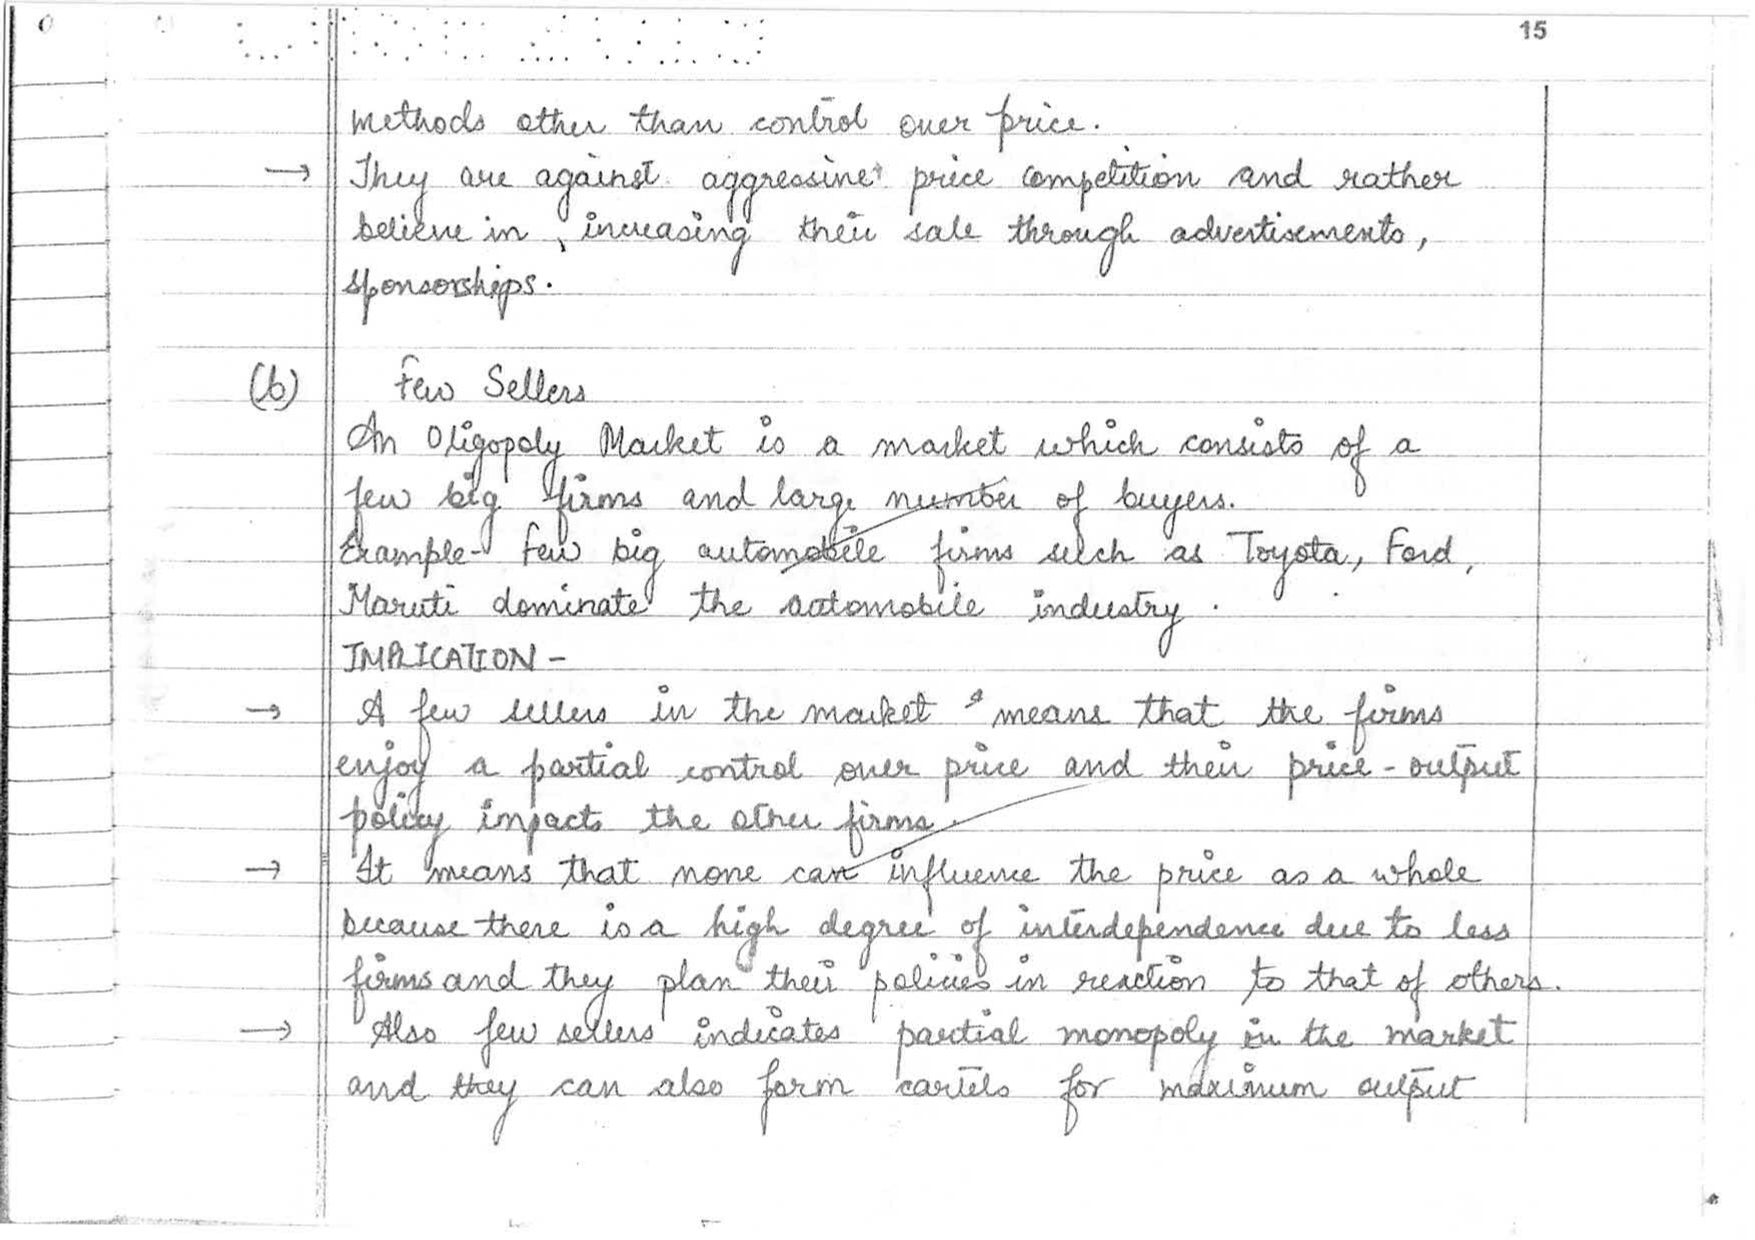 15
methods other than control over price.
→ They are against aggressive price competition and rather
believe in increasing their sale through advertisements,
sponsorships.
(b) Few Sellers
An Oligopoly Market is a market which consists of a
few big firms and large number of buyers.
Example- Few big automobile firms such as Toyota, Ford,
Maruti dominate the automobile industry.
IMPLICATION -
→ A few sellers in the market means that the firms
enjoy a partial control over price and their price - output
policy impacts the other firms.
→ It means that none can influence the price as a whole
because there is a high degree of interdependence due to less
firms and they plan their policies in reaction to that of others.
→ Also few sellers indicates partial monopoly in the market
and they can also form cartels for maximum output